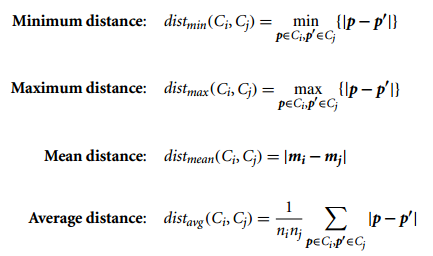 Minimum distance: dist_min(C_i, C_j) = min_{p∈C_i, p′∈C_j} {|p − p′|}
Maximum distance: dist_max(C_i, C_j) = max_{p∈C_i, p′∈C_j} {|p − p′|}
Mean distance: dist_mean(C_i, C_j) = |m_i − m_j|
Average distance: dist_avg(C_i, C_j) = \frac{1}{n_i n_j} ∑_{p∈C_i, p′∈C_j} |p − p′|